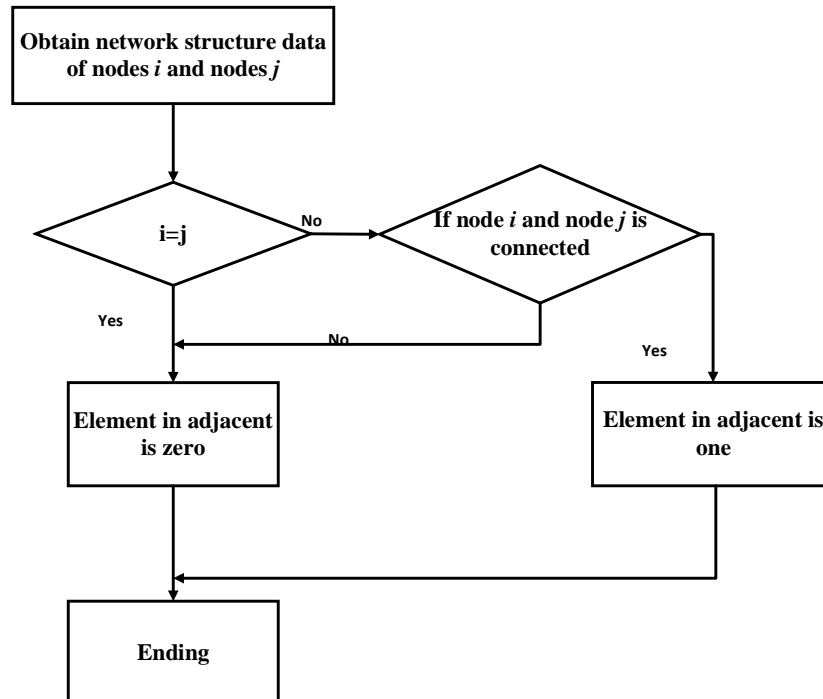 Obtain network structure data
of nodes i and nodes j
i=j
No
If node i and node j is
connected
Yes
No
Yes
Element in adjacent
is zero
Element in adjacent is
one
Ending